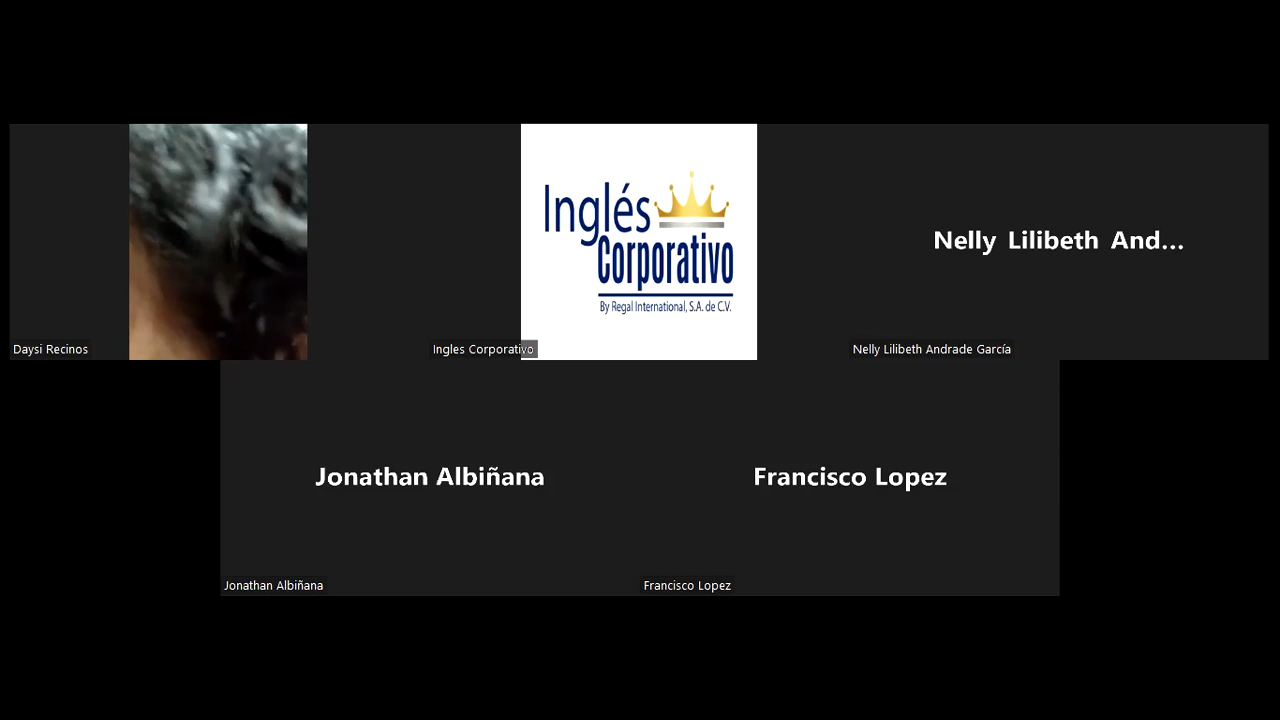 Inglés
Corporativo
By Regal International, S.A. de C.V.
Nelly Lilibeth And...
Daysi Recinos
Ingles Corporativo
Nelly Lilibeth Andrade García
Jonathan Albiñana
Francisco Lopez
Jonathan Albiñana
Francisco Lopez